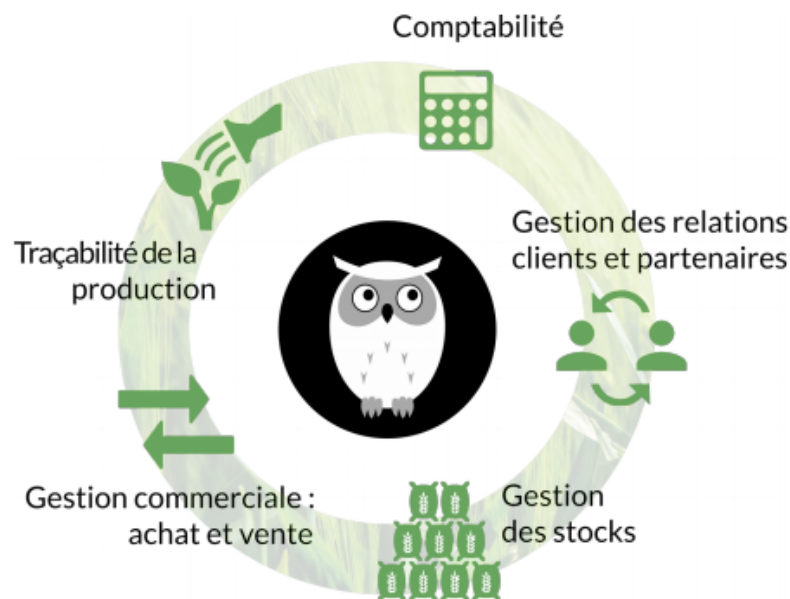 Comptabilité
Gestion des relations
clients et partenaires
Traçabilité de la
production
Gestion commerciale :
achat et vente
Gestion
des stocks